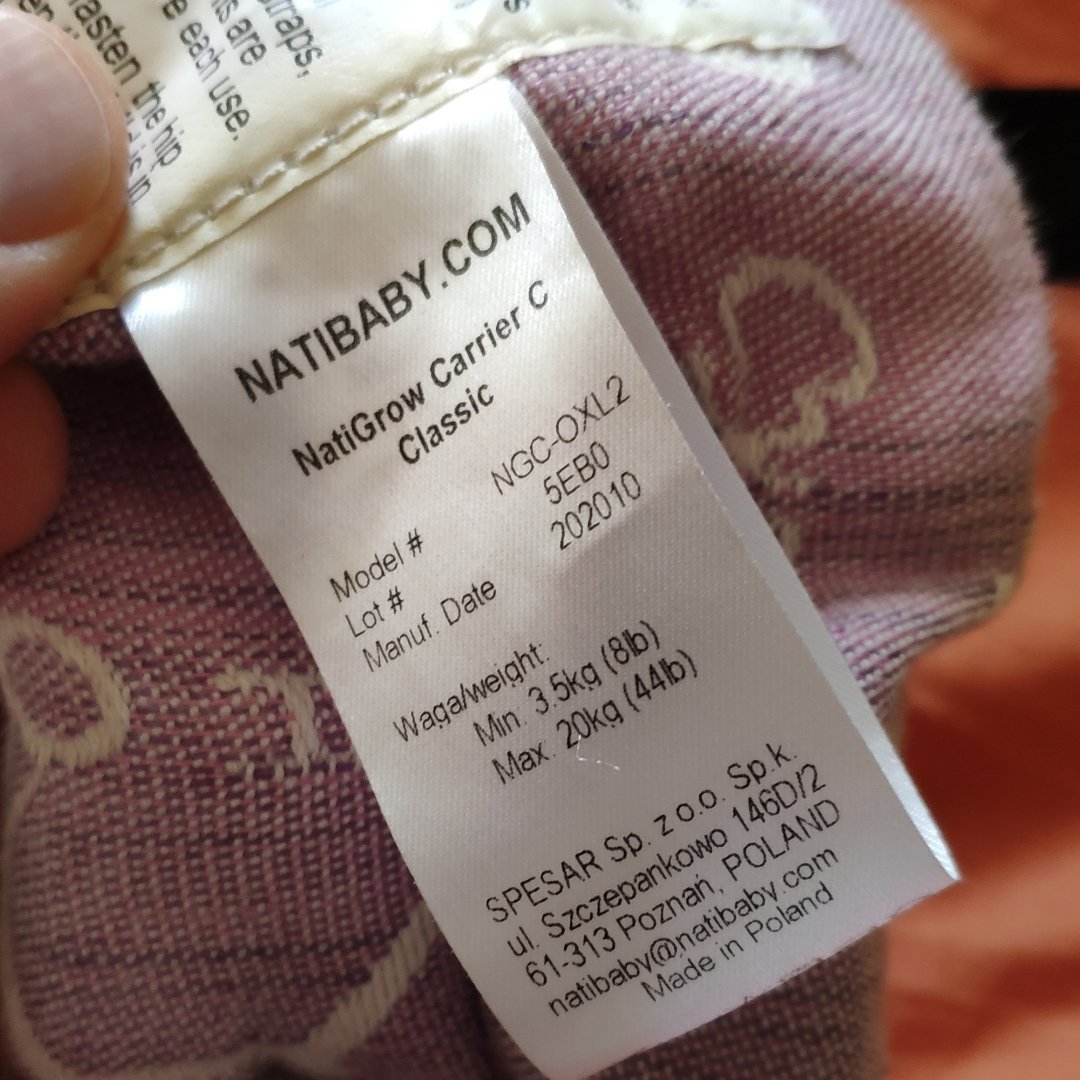 traps,
s are
e each use.
asten the hip
NATIBABY.COM
NatiGrow Carrier C
Classic
Model # NGC-OXL2
Lot # 5EB0
Manuf. Date 202010
Waga/weight:
Min. 3.5kg (8lb)
Max. 20kg (44lb)
SPESAR Sp. z o.o. Sp.k.
ul. Szczepankowo 146D/2
61-313 Poznań, POLAND
natibaby@natibaby.com
Made in Poland